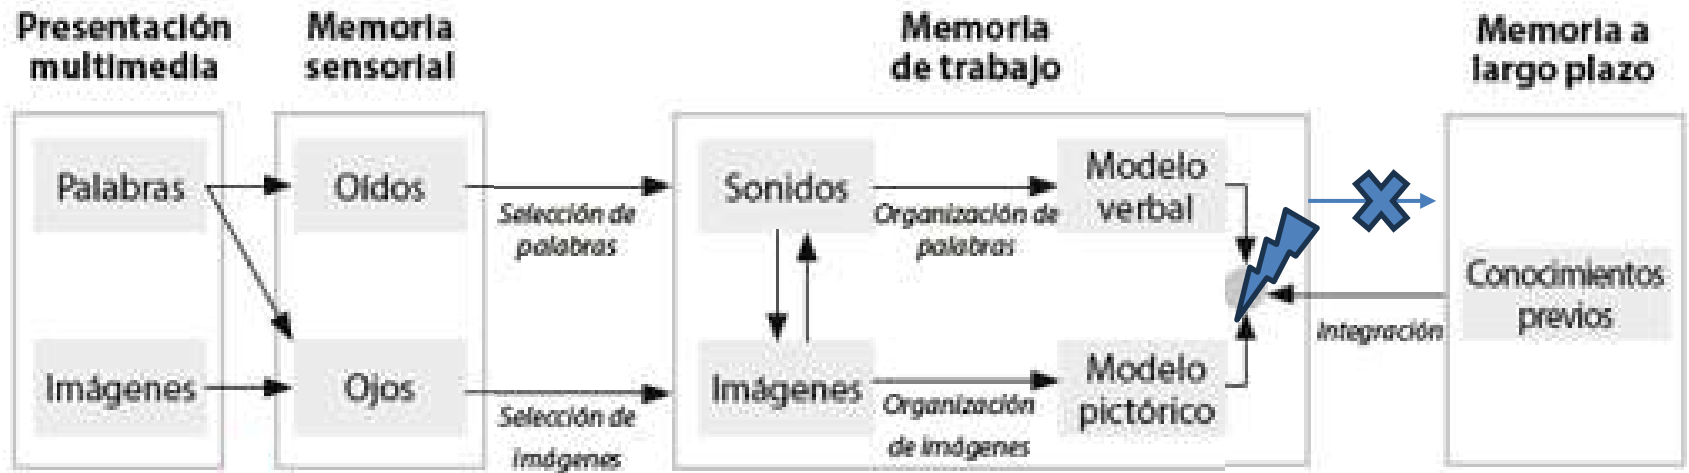 Presentación
multimedia
Memoria
sensorial
Memoria
de trabajo
Memoria a
largo plazo
Palabras
Oídos
Selección de
palabras
Sonidos
Organización de
palabras
Modelo
verbal
Conocimientos
previos
Integración
Imágenes
Ojos
Selección de
imágenes
Imágenes
Organización
de imágenes
Modelo
pictórico